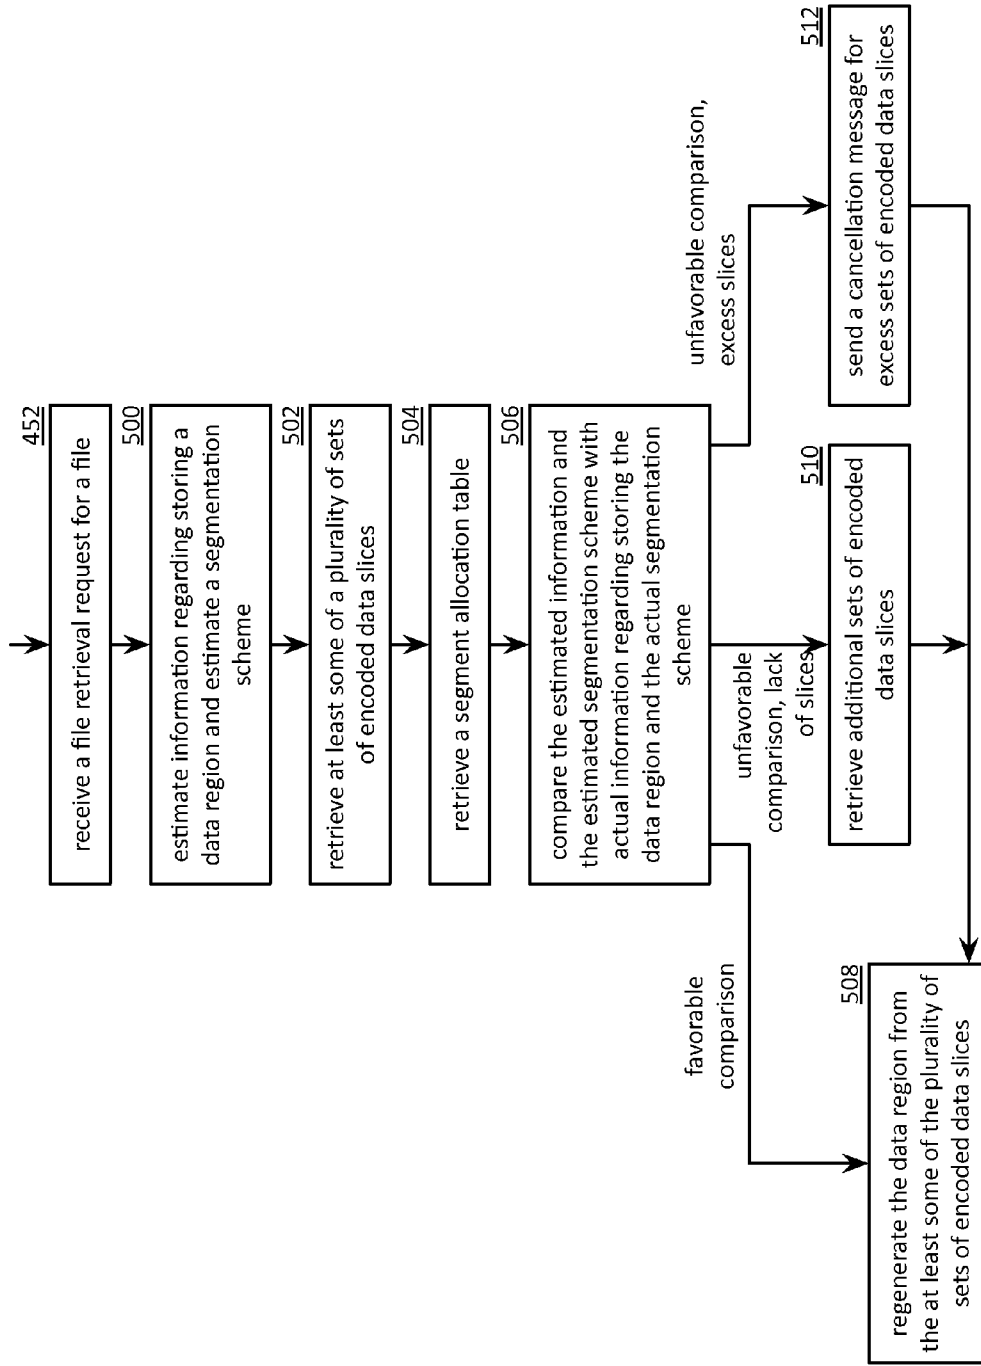 452
receive a file retrieval request for a file
500
estimate information regarding storing a
data region and estimate a segmentation
scheme
502
retrieve at least some of a plurality of sets
of encoded data slices
504
retrieve a segment allocation table
506
compare the estimated information and
the estimated segmentation scheme with
actual information regarding storing the
data region and the actual segmentation
scheme
favorable
comparison
unfavorable
comparison, lack
of slices
unfavorable comparison,
excess slices
508
regenerate the data region from
the at least some of the plurality of
sets of encoded data slices
510
retrieve additional sets of encoded
data slices
512
send a cancellation message for
excess sets of encoded data slices